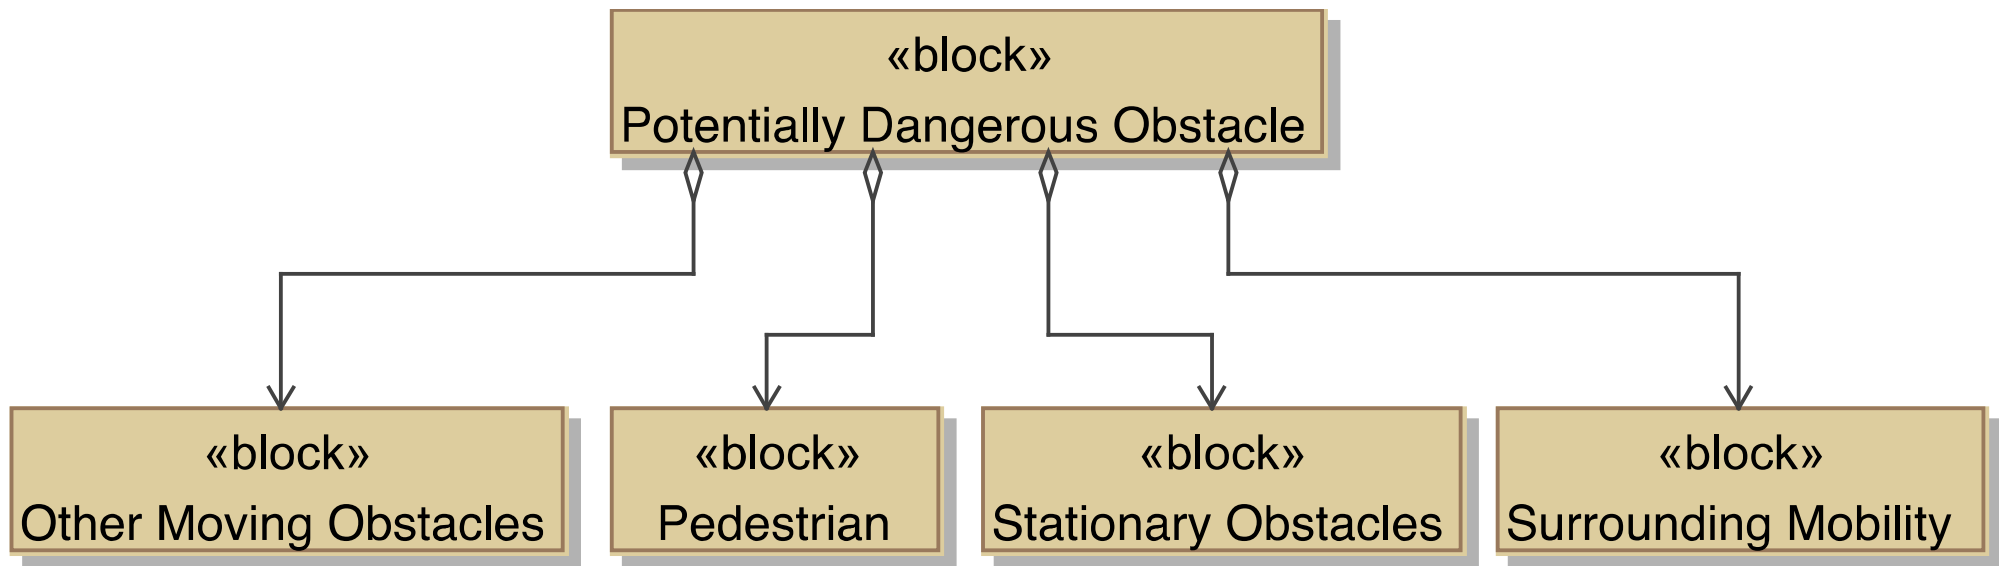 «block»
Potentially Dangerous Obstacle
«block»
Other Moving Obstacles
«block»
Pedestrian
«block»
Stationary Obstacles
«block»
Surrounding Mobility